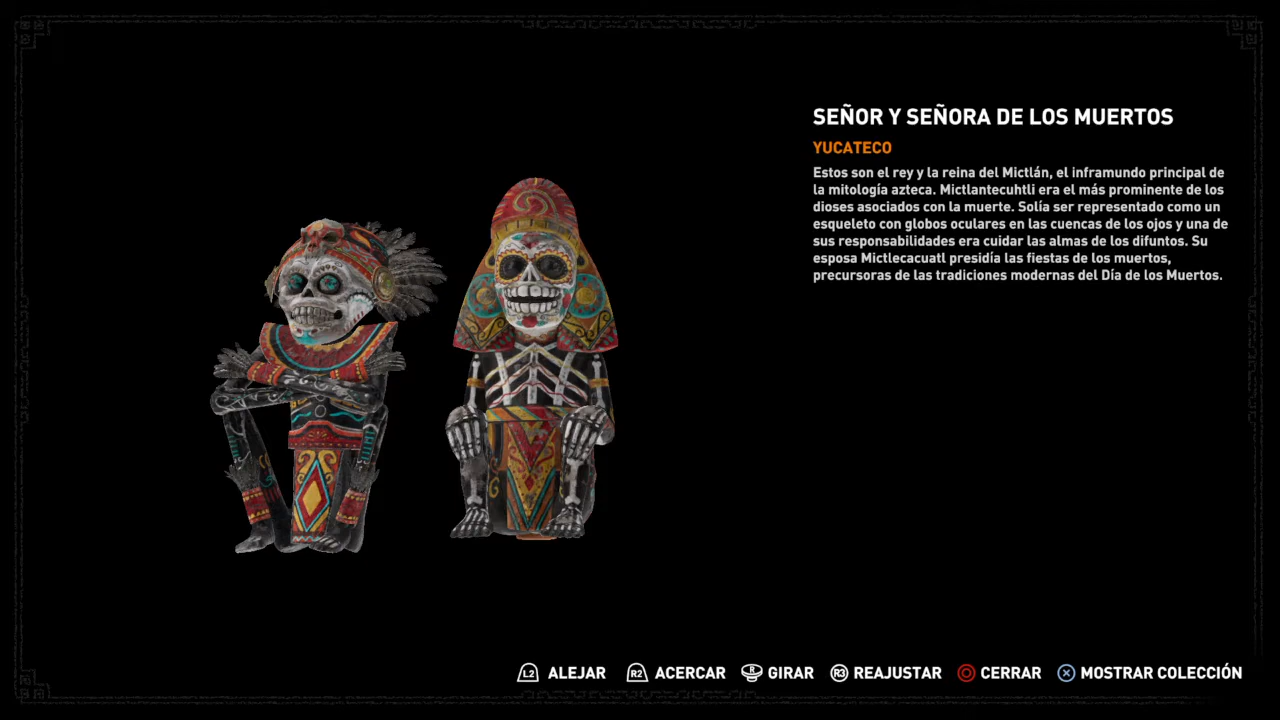 SEÑOR Y SEÑORA DE LOS MUERTOS
YUCATECO
Estos son el rey y la reina del Mictlán, el inframundo principal de
la mitología azteca. Mictlantecuhtli era el más prominente de los
dioses asociados con la muerte. Solía ser representado como un
esqueleto con globos oculares en las cuencas de los ojos y una de
sus responsabilidades era cuidar las almas de los difuntos. Su
esposa Mictlecacuatl presidía las fiestas de los muertos,
precursoras de las tradiciones modernas del Día de los Muertos.
L2 ALEJAR R2 ACERCAR R GIRAR R3 REAJUSTAR CERRAR MOSTRAR COLECCIÓN